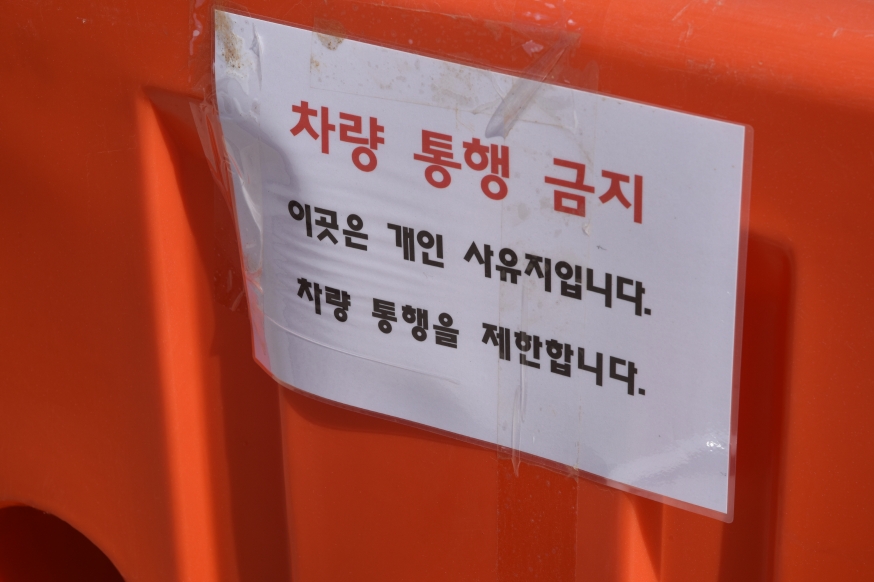 차량 통행 금지
이곳은 개인 사유지입니다.
차량 통행을 제한합니다.